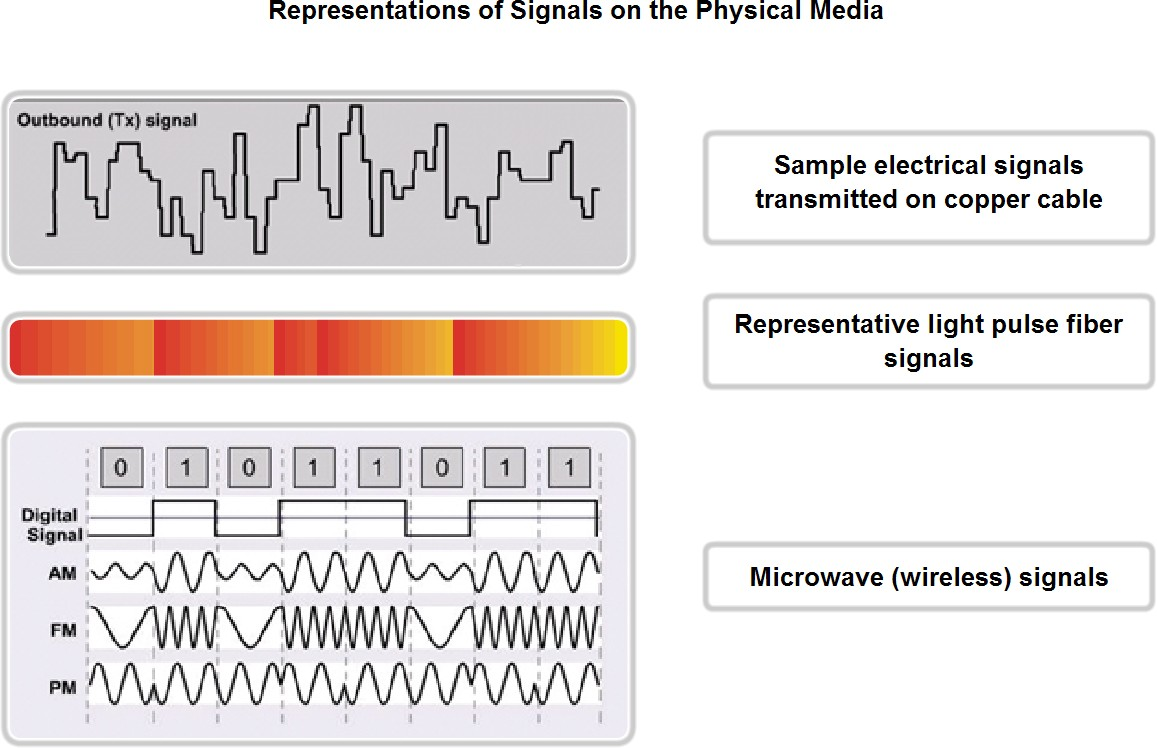 Representations of Signals on the Physical Media
Outbound (Tx) signal
Sample electrical signals
transmitted on copper cable
Representative light pulse fiber
signals
0 1 0 1 1 0 1 1
Digital
Signal
AM
FM
PM
Microwave (wireless) signals